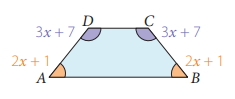 D C
3x + 7 3x + 7
2x + 1 2x + 1
A B